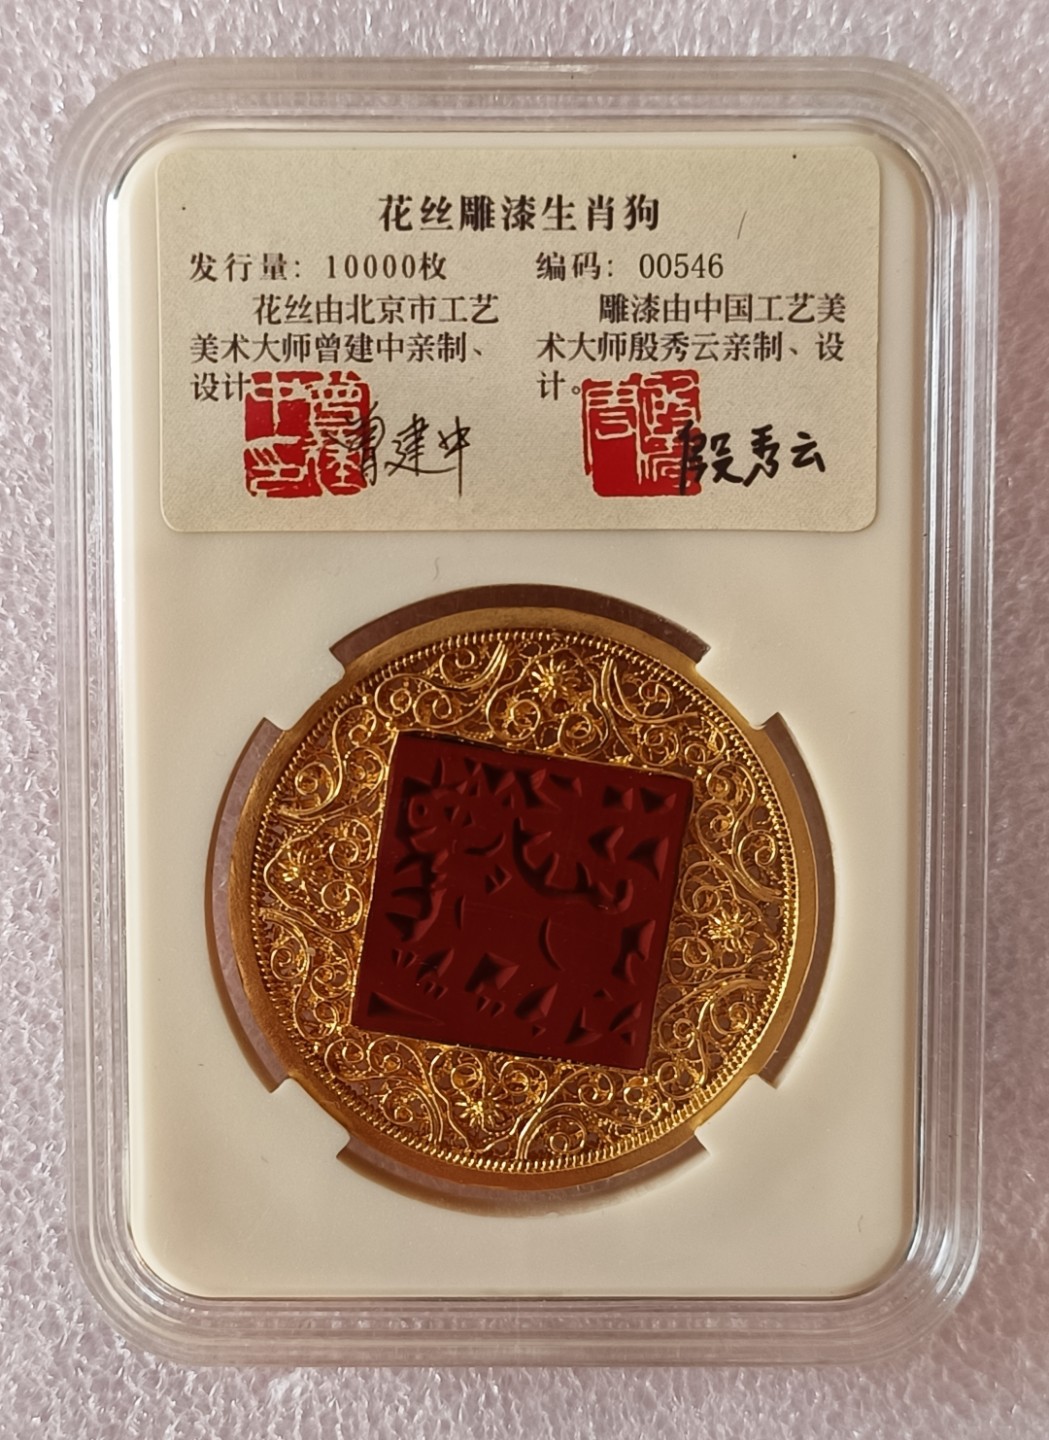 花丝雕漆生肖狗
发行量：10000枚
花丝由北京市工艺
美术大师曾建中亲制、
设计
编码：00546
雕漆由中国工艺美
术大师殷秀云亲制、设
计。
曾建中
殷秀云